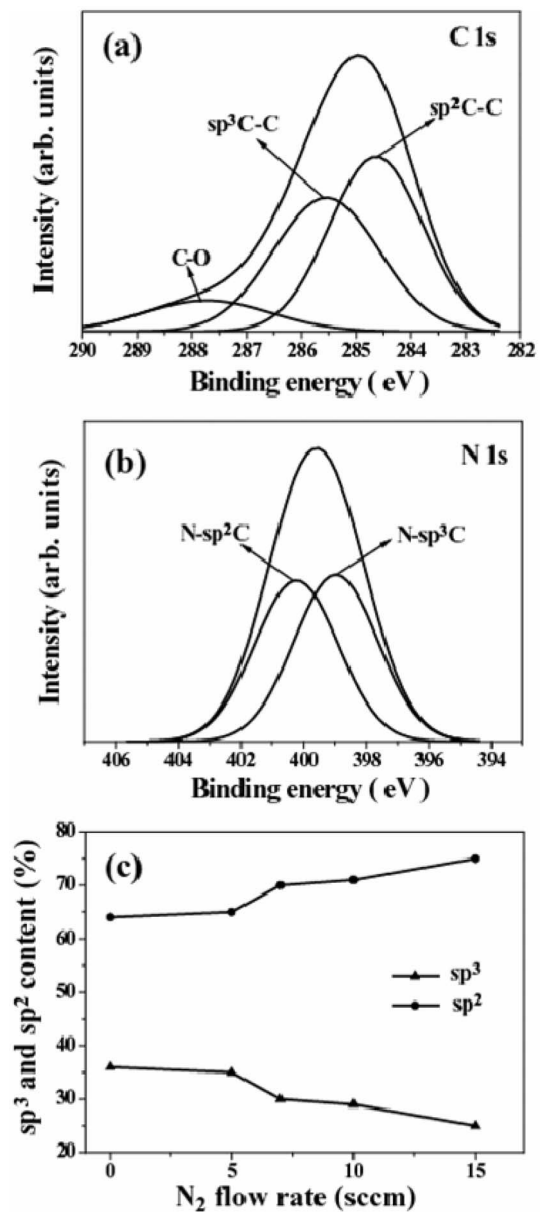 (a)
C 1s
sp³C-C
sp²C-C
C-O
Intensity (arb. units)
290 289 288 287 286 285 284 283 282
Binding energy ( eV)
(b)
N 1s
N-sp²C
N-sp³C
Intensity (arb. units)
406 404 402 400 398 396 394
Binding energy ( eV)
(c)
80
70
60
50
40
30
20
sp³ and sp² content (%)
sp³
sp²
0 5 10 15
N₂ flow rate (sccm)